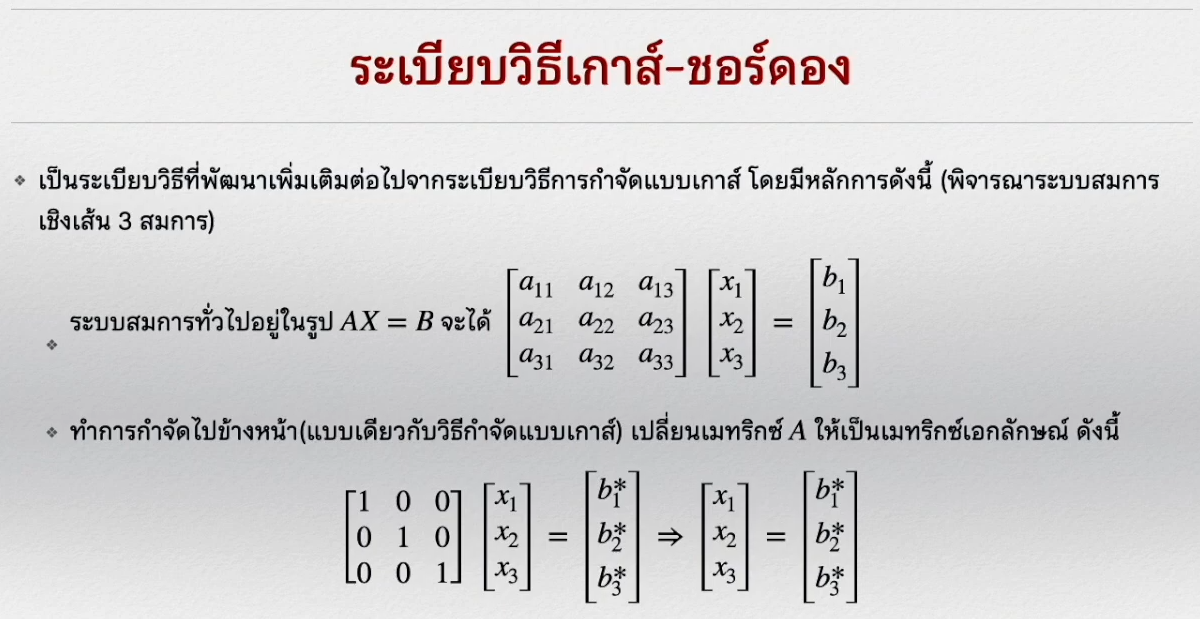 ระเบียบวิธีเกาส์-ชอร์ดอง
❖ เป็นระเบียบวิธีที่พัฒนาเพิ่มเติมต่อไปจากระเบียบวิธีการกำจัดแบบเกาส์ โดยมีหลักการดังนี้ (พิจารณาระบบสมการ
เชิงเส้น 3 สมการ)
❖ ระบบสมการทั่วไปอยู่ในรูป AX = B จะได้ [a₁₁ a₁₂ a₁₃; a₂₁ a₂₂ a₂₃; a₃₁ a₃₂ a₃₃] [x₁; x₂; x₃] = [b₁; b₂; b₃]
❖ ทำการกำจัดไปข้างหน้า(แบบเดียวกับวิธีกำจัดแบบเกาส์) เปลี่ยนเมทริกซ์ A ให้เป็นเมทริกซ์เอกลักษณ์ ดังนี้
[1 0 0; 0 1 0; 0 0 1] [x₁; x₂; x₃] = [b₁*; b₂*; b₃*] ⇒ [x₁; x₂; x₃] = [b₁*; b₂*; b₃*]